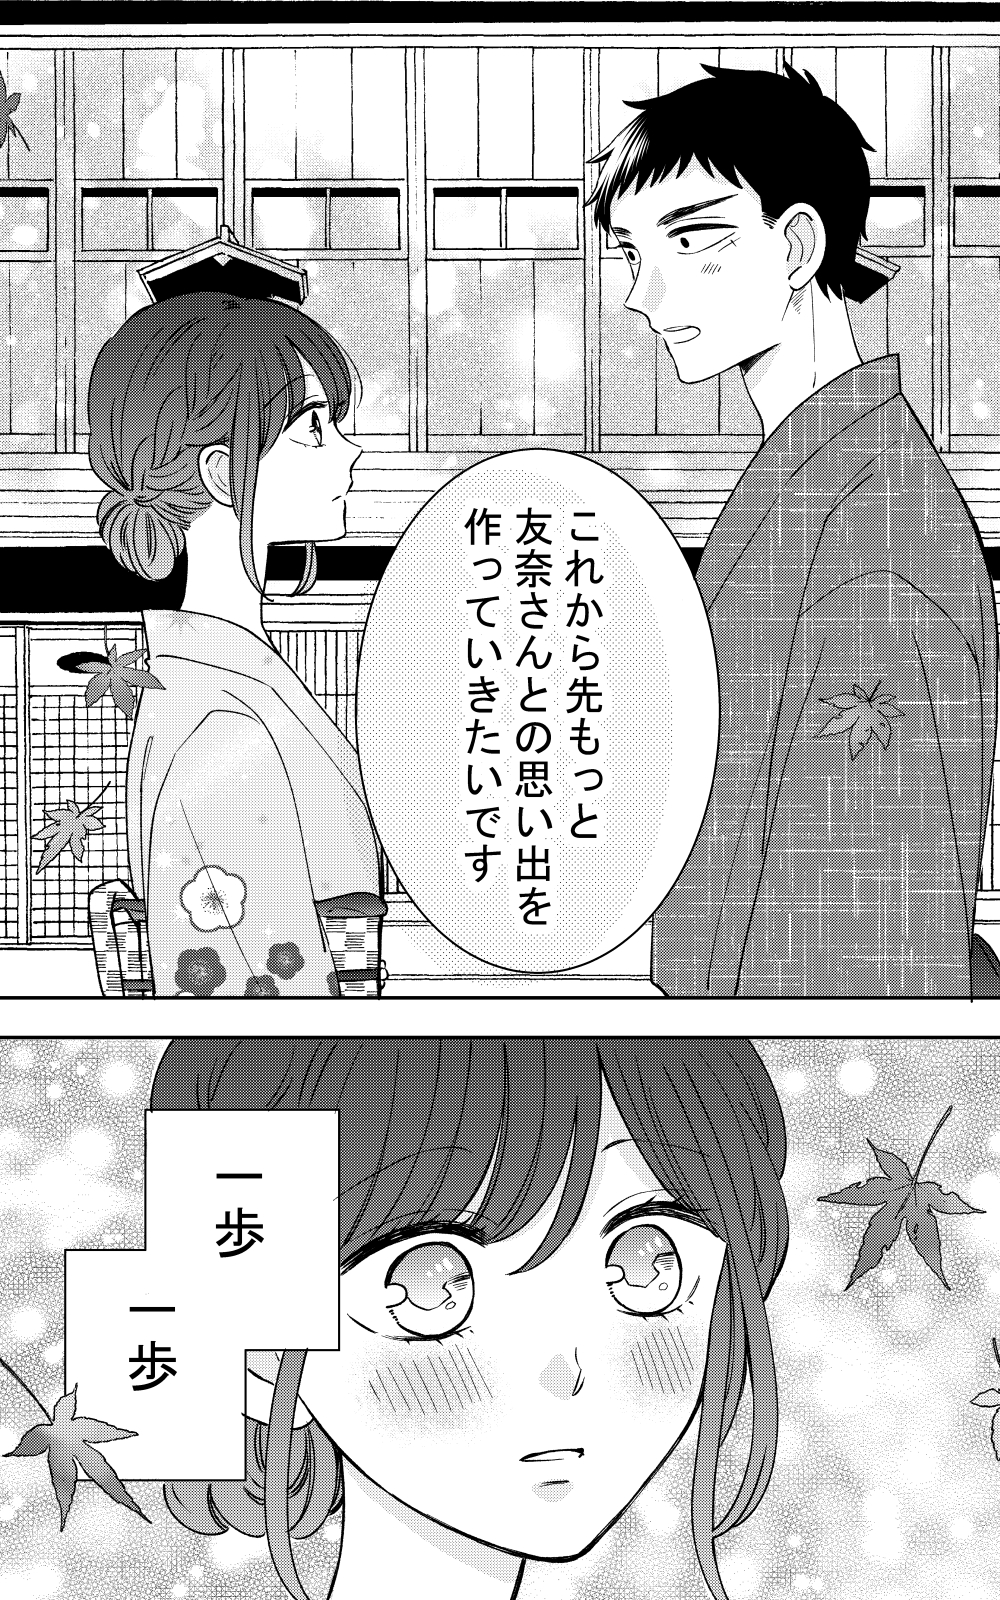 これから先もっと
友奈さんとの思い出を
作っていきたいです
一歩
一歩